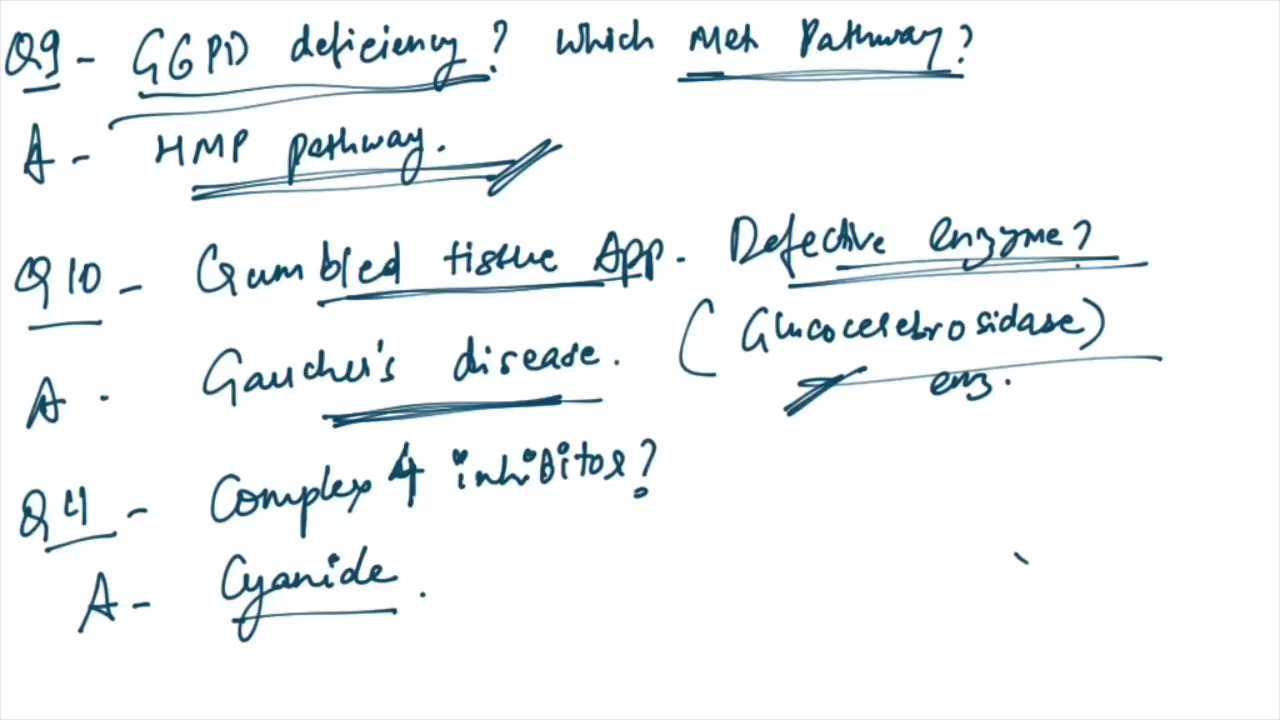 Q9 - G6PD deficiency? Which Met Pathway?
A - HMP pathway.
Q10 - Crumbled tissue App. Defective enzyme?
A. Gaucher's disease. (Glucocerebrosidase) enz.
Q11 - Complex 4 inhibitor?
A - Cyanide.